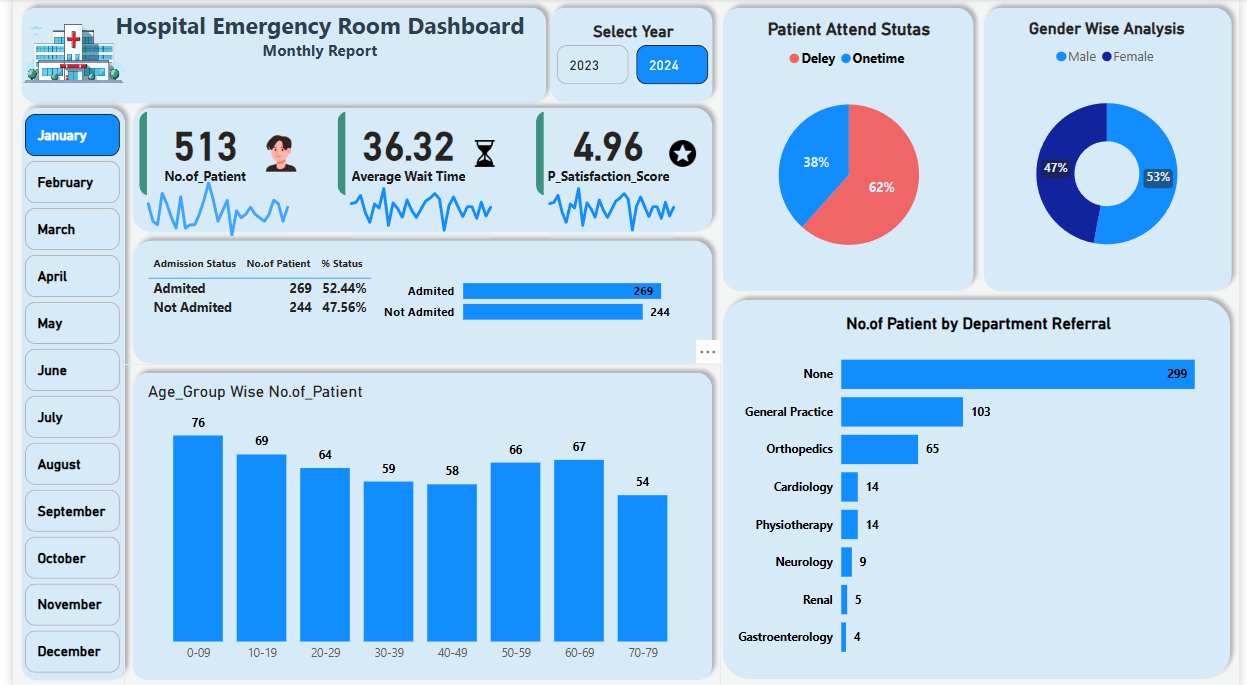 Hospital Emergency Room Dashboard
Monthly Report
Select Year
2023
2024
January
February
March
April
May
June
July
August
September
October
November
December
513
No.of_Patient
36.32
Average Wait Time
4.96
P_Satisfaction_Score
Admission Status No.of Patient % Status
Admited 269 52.44%
Not Admited 244 47.56%
Admited 269
Not Admited 244
Age_Group Wise No.of_Patient
76 69 64 59 58 66 67 54
0-09 10-19 20-29 30-39 40-49 50-59 60-69 70-79
Patient Attend Stutas
Deley Onetime
38%
62%
Gender Wise Analysis
Male Female
47%
53%
No.of Patient by Department Referral
None 299
General Practice 103
Orthopedics 65
Cardiology 14
Physiotherapy 14
Neurology 9
Renal 5
Gastroenterology 4